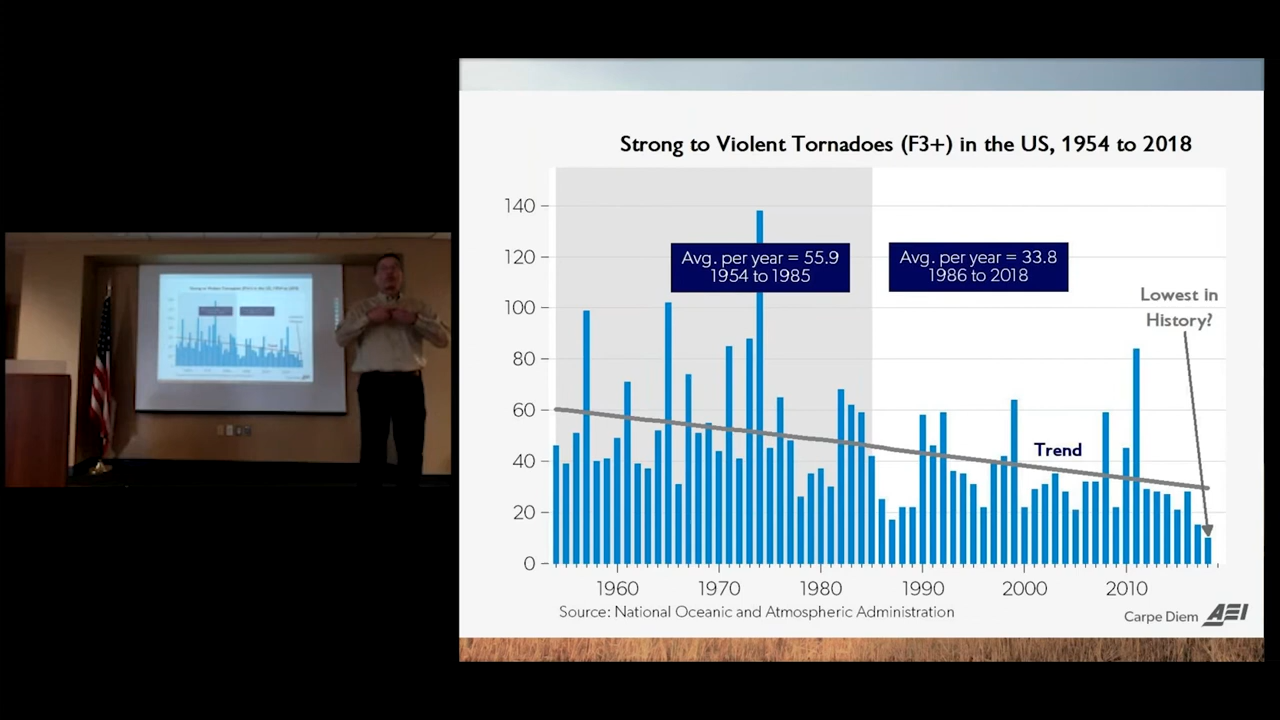 Strong to Violent Tornadoes (F3+) in the US, 1954 to 2018
140
120
100
80
60
40
20
0
Avg. per year = 55.9
1954 to 1985
Avg. per year = 33.8
1986 to 2018
Lowest in
History?
Trend
1960 1970 1980 1990 2000 2010
Source: National Oceanic and Atmospheric Administration
Carpe Diem AEI